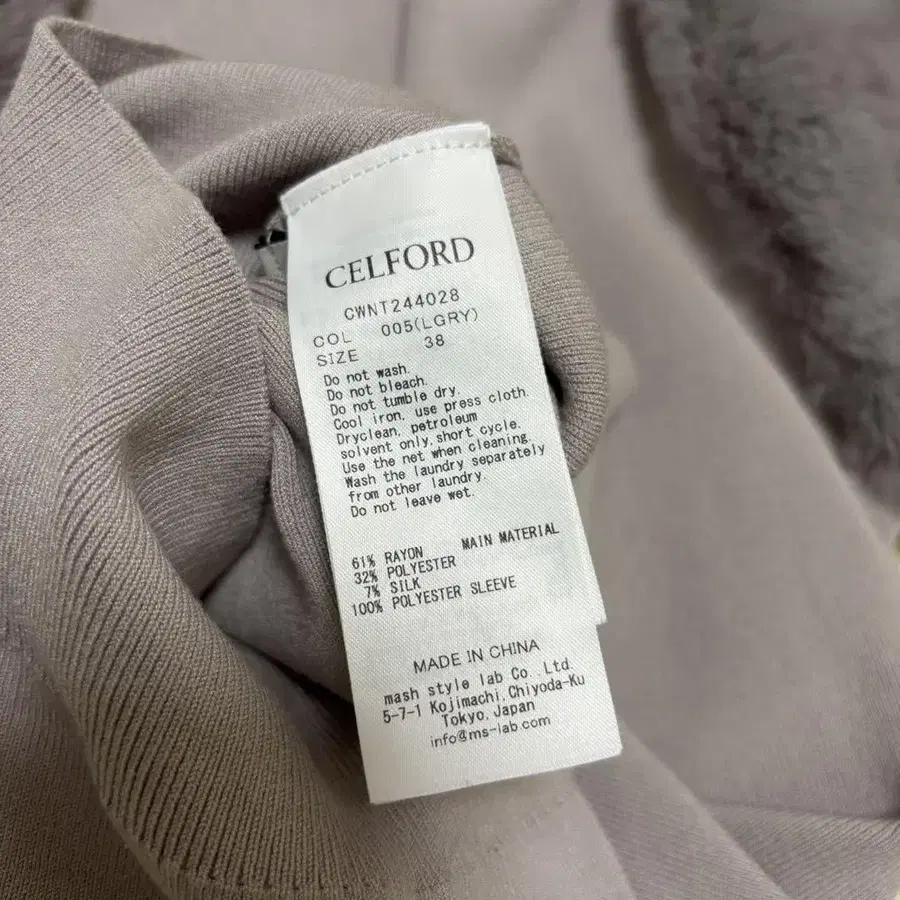 CELFORD
CWNT244028
COL 005(LGRY)
SIZE 38
Do not wash.
Do not bleach.
Do not tumble dry.
Cool iron, use press cloth.
Dryclean, petroleum
solvent only, short cycle.
Use the net when cleaning.
Wash the laundry separately
from other laundry.
Do not leave wet.
61% RAYON MAIN MATERIAL
32% POLYESTER
7% SILK
100% POLYESTER SLEEVE
MADE IN CHINA
mash style lab Co.,Ltd.
5-7-1 Kojimachi,Chiyoda-Ku
Tokyo,Japan
info@ms-lab.com